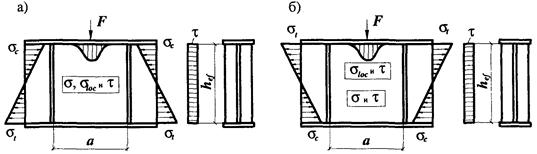 а) F τ б) F τ
σc σc σt σt
σ, σloc и τ hef σloc и τ hef
σ и τ
σt σt σc σc
a a